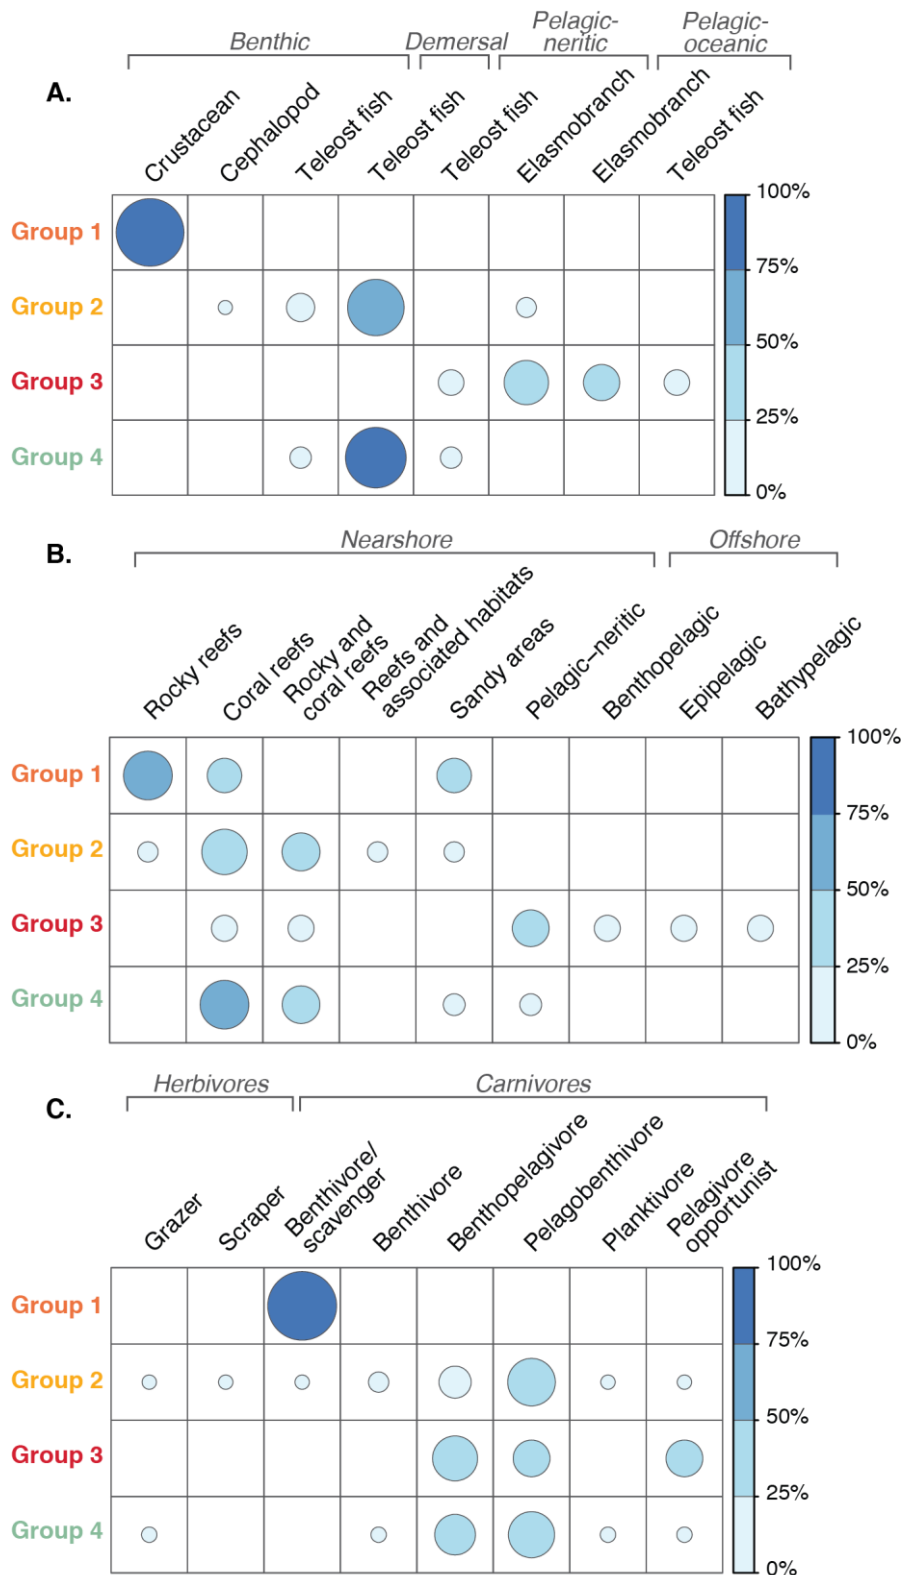 Benthic
Demersal
Pelagic-
neritic
Pelagic-
oceanic
A.
Crustacean
Cephalopod
Teleost fish
Teleost fish
Teleost fish
Elasmobranch
Elasmobranch
Teleost fish
Group 1
Group 2
Group 3
Group 4
100%
75%
50%
25%
0%
B.
Nearshore
Offshore
Rocky reefs
Coral reefs
Rocky and
coral reefs
Reefs and
associated habitats
Sandy areas
Pelagic–neritic
Benthopelagic
Epipelagic
Bathypelagic
Group 1
Group 2
Group 3
Group 4
100%
75%
50%
25%
0%
C.
Herbivores
Carnivores
Grazer
Scraper
Benthivore/
scavenger
Benthivore
Benthopelagivore
Pelagobenthivore
Planktivore
Pelagivore
opportunist
Group 1
Group 2
Group 3
Group 4
100%
75%
50%
25%
0%